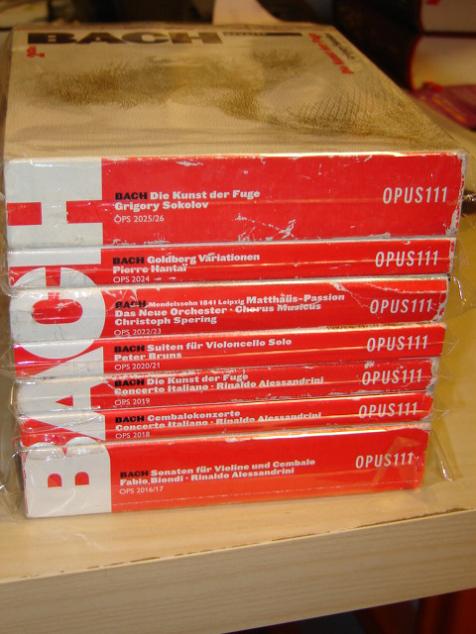 BACH
BACH
BACH Die Kunst der Fuge
Grigory Sokolov
OPS 2025/26
OPUS111
BACH Goldberg Variationen
Pierre Hantaï
OPS 2024
OPUS111
BACH Mendelssohn 1841 Leipzig Matthäus-Passion
Das Neue Orchester · Chorus Musicus
Christoph Spering
OPS 2022/23
OPUS111
BACH Suiten für Violoncello Solo
Peter Bruns
OPS 2020/21
OPUS111
BACH Die Kunst der Fuge
Concerto Italiano · Rinaldo Alessandrini
OPS 2019
OPUS111
BACH Cembalokonzerte
Concerto Italiano · Rinaldo Alessandrini
OPS 2018
OPUS111
BACH Sonaten für Violine und Cembalo
Fabio Biondi · Rinaldo Alessandrini
OPS 2016/17
OPUS111